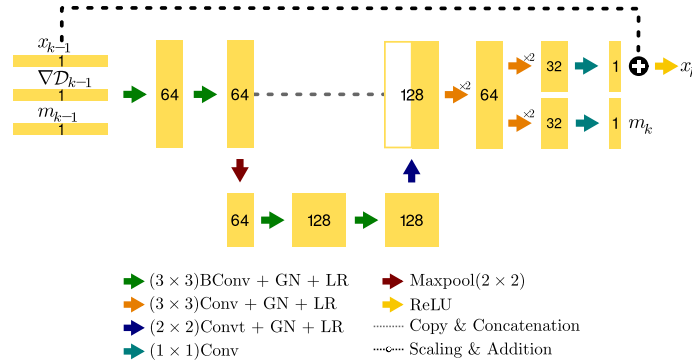 x_{k-1}
1
∇D_{k-1}
1
m_{k-1}
1
64
64
128
×2
64
×2
32
1
x_k
×2
32
1
m_k
64
128
128
(3 × 3)BConv + GN + LR
(3 × 3)Conv + GN + LR
(2 × 2)Convt + GN + LR
(1 × 1)Conv
Maxpool(2 × 2)
ReLU
Copy & Concatenation
Scaling & Addition